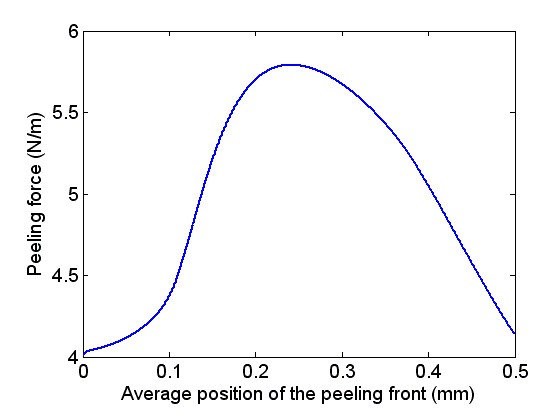 6
5.5
5
4.5
4
Peeling force (N/m)
0 0.1 0.2 0.3 0.4 0.5
Average position of the peeling front (mm)